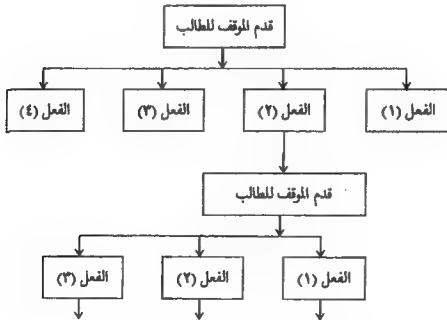 قدم الموقف للطالب
الفعل (١)
الفعل (٢)
الفعل (٣)
الفعل (٤)
قدم الموقف للطالب
الفعل (١)
الفعل (٢)
الفعل (٣)